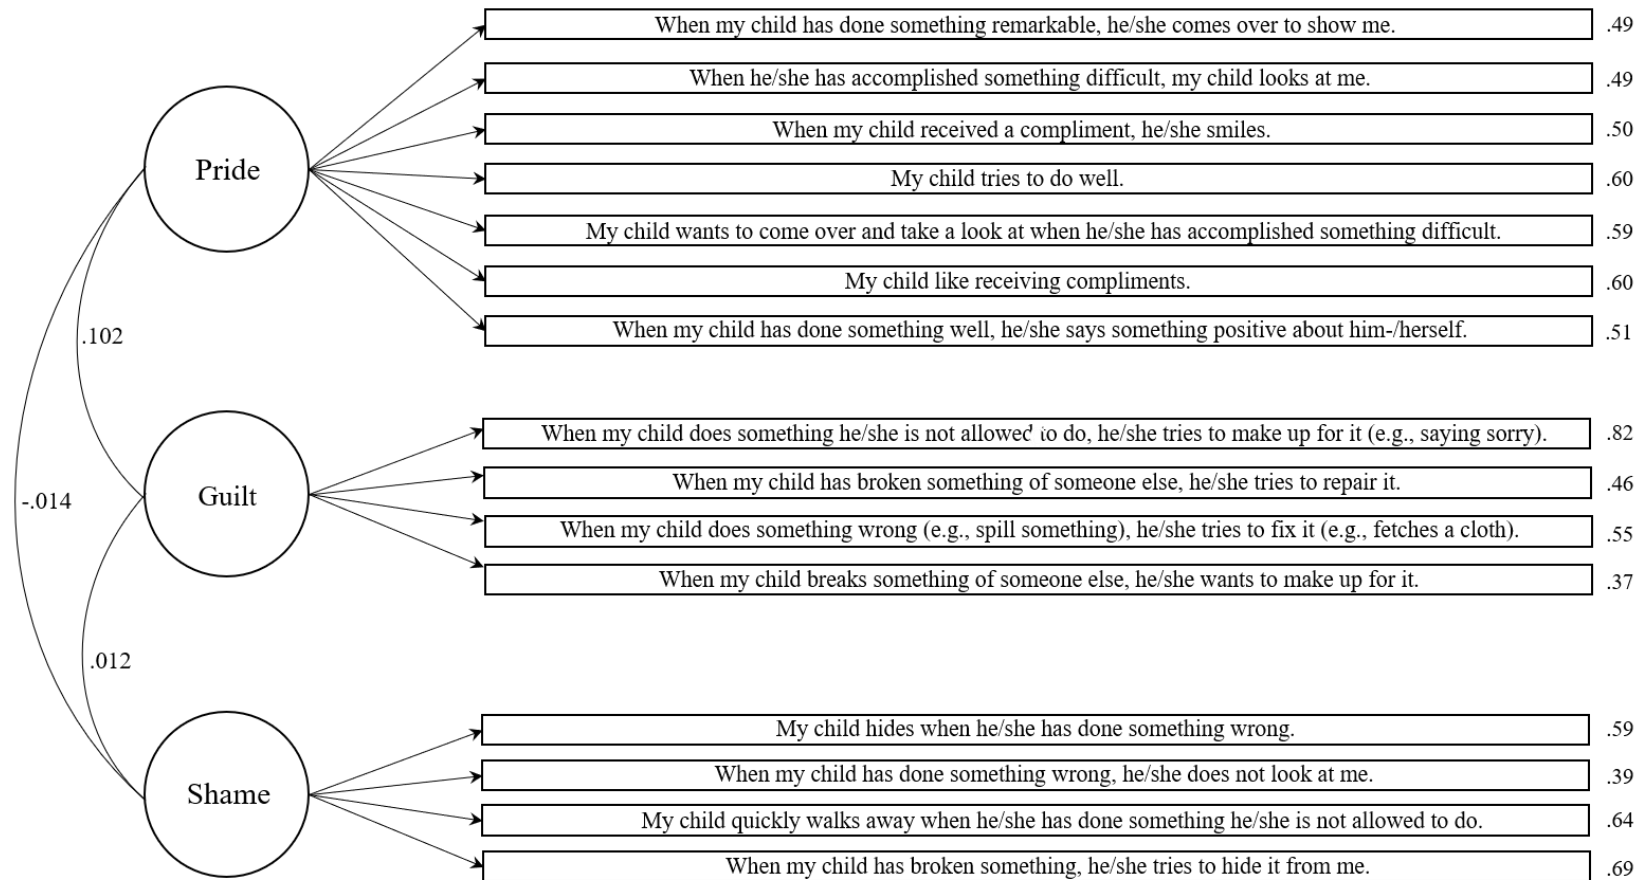 When my child has done something remarkable, he/she comes over to show me. .49
When he/she has accomplished something difficult, my child looks at me. .49
When my child received a compliment, he/she smiles. .50
Pride
My child tries to do well. .60
My child wants to come over and take a look at when he/she has accomplished something difficult. .59
My child like receiving compliments. .60
When my child has done something well, he/she says something positive about him-/herself. .51
.102
When my child does something he/she is not allowed to do, he/she tries to make up for it (e.g., saying sorry). .82
When my child has broken something of someone else, he/she tries to repair it. .46
Guilt
-.014
When my child does something wrong (e.g., spill something), he/she tries to fix it (e.g., fetches a cloth). .55
When my child breaks something of someone else, he/she wants to make up for it. .37
.012
My child hides when he/she has done something wrong. .59
When my child has done something wrong, he/she does not look at me. .39
Shame
My child quickly walks away when he/she has done something he/she is not allowed to do. .64
When my child has broken something, he/she tries to hide it from me. .69